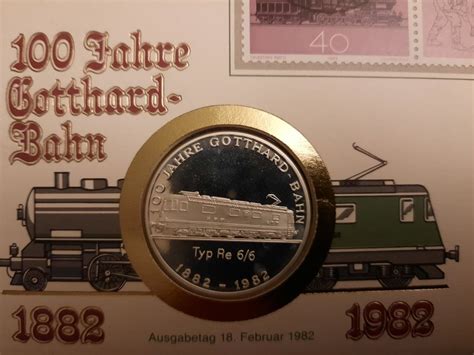 100 Jahre
Gotthard-
Bahn
40
100 JAHRE GOTTHARD-BAHN
Typ Re 6/6
1882 - 1982
1882
1982
Ausgabetag 18. Februar 1982